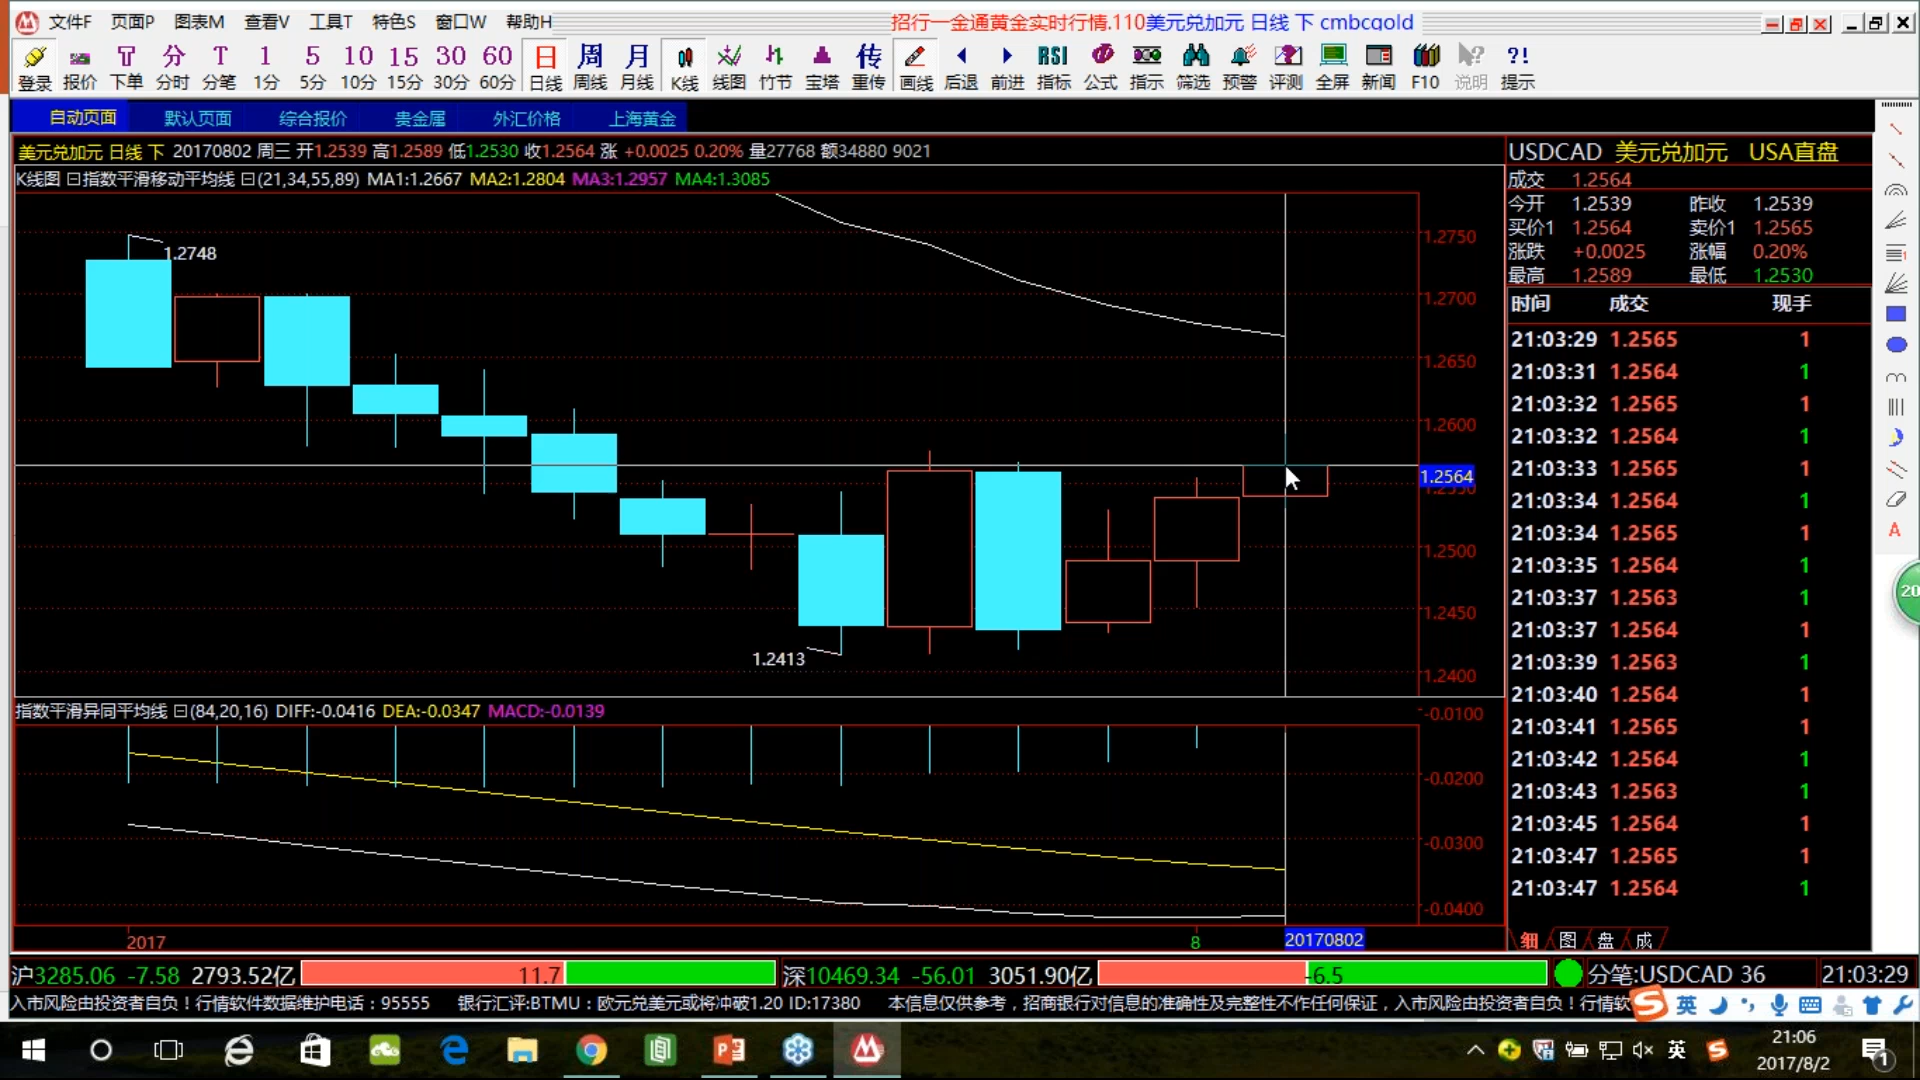 文件F 页面P 图表M 查看V 工具T 特色S 窗口W 帮助H 招行一金通黄金实时行情.110美元兑加元 日线 下 cmbcgold
T 分 T 1 5 10 15 30 60 日 周 月 传 RSI ?!
登录 报价 下单 分时 分笔 1分 5分 10分 15分 30分 60分 日线 周线 月线 K线 线图 竹节 宝塔 重传 画线 后退 前进 指标 公式 指示 筛选 预警 评测 全屏 新闻 F10 说明 提示
自动页面 默认页面 综合报价 贵金属 外汇价格 上海黄金
美元兑加元 日线 下 20170802 周三 开1.2539 高1.2589 低1.2530 收1.2564 涨 +0.0025 0.20% 量27768 额34880 9021
K线图 指数平滑移动平均线 (21,34,55,89) MA1:1.2667 MA2:1.2804 MA3:1.2957 MA4:1.3085
1.2748
1.2413
1.2750
1.2700
1.2650
1.2600
1.2564
1.2550
1.2500
1.2450
1.2400
指数平滑异同平均线 (84,20,16) DIFF:-0.0416 DEA:-0.0347 MACD:-0.0139
-0.0100
-0.0200
-0.0300
-0.0400
2017 8 20170802
USDCAD 美元兑加元 USA直盘
成交 1.2564
今开 1.2539 昨收 1.2539
买价1 1.2564 卖价1 1.2565
涨跌 +0.0025 涨幅 0.20%
最高 1.2589 最低 1.2530
时间 成交 现手
21:03:29 1.2565 1
21:03:31 1.2564 1
21:03:32 1.2565 1
21:03:32 1.2564 1
21:03:33 1.2565 1
21:03:34 1.2564 1
21:03:34 1.2565 1
21:03:35 1.2564 1
21:03:37 1.2563 1
21:03:37 1.2564 1
21:03:39 1.2563 1
21:03:40 1.2564 1
21:03:41 1.2565 1
21:03:42 1.2564 1
21:03:43 1.2563 1
21:03:45 1.2564 1
21:03:47 1.2565 1
21:03:47 1.2564 1
细 图 盘 成
A
20
沪3285.06 -7.58 2793.52亿 11.7 深10469.34 -56.01 3051.90亿 -6.5 分笔:USDCAD 36 21:03:29
入市风险由投资者自负！行情软件数据维护电话：95555 银行汇评:BTMU：欧元兑美元或将冲破1.20 ID:17380 本信息仅供参考，招商银行对信息的准确性及完整性不作任何保证，入市风险由投资者自负！行情软
英
英 21:06
2017/8/2
1